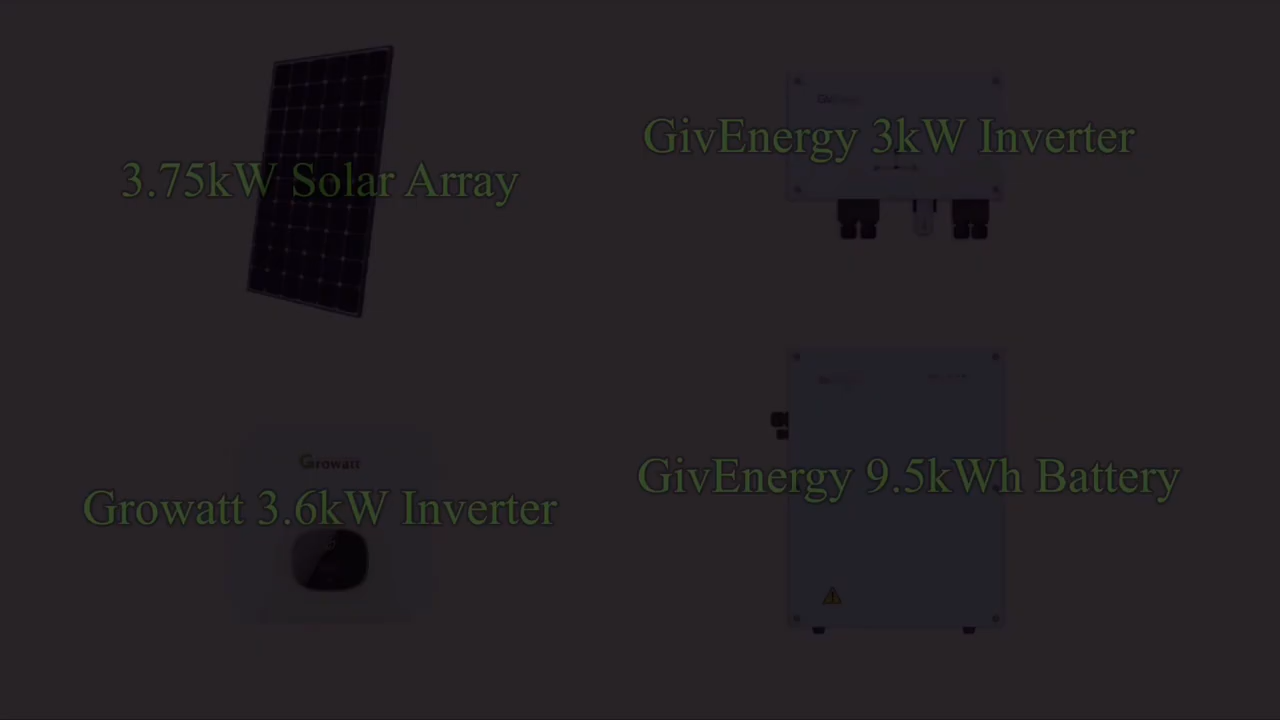 3.75kW Solar Array
GivEnergy 3kW Inverter
Growatt
Growatt 3.6kW Inverter
GivEnergy 9.5kWh Battery